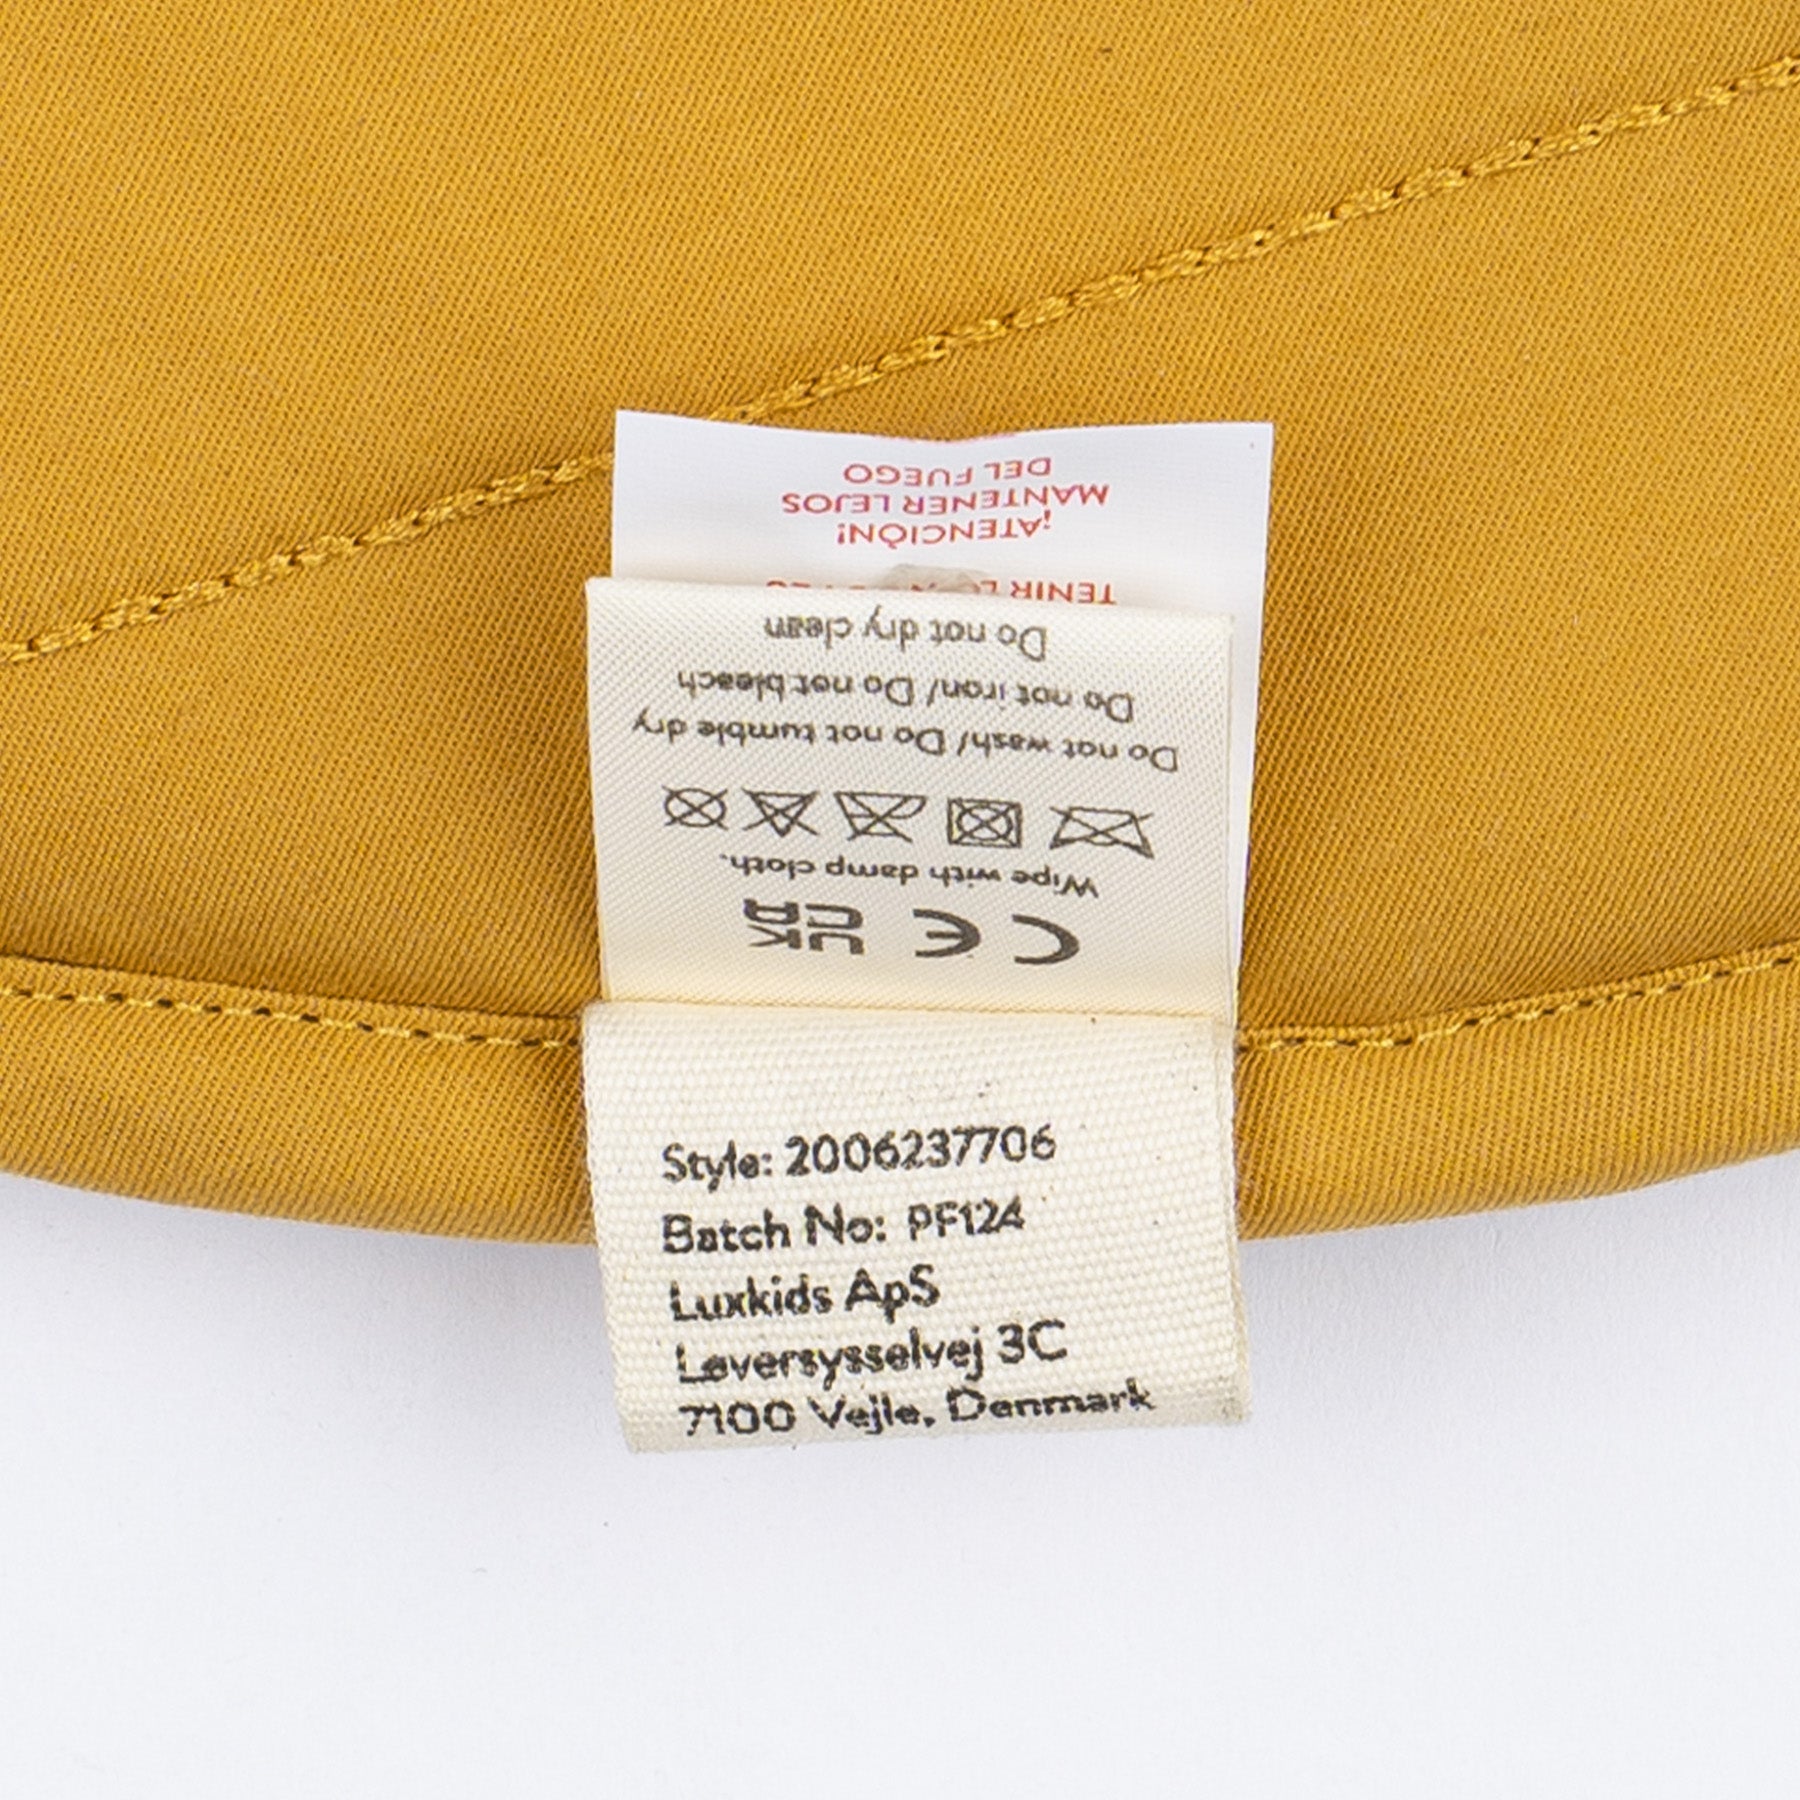 TENIR
¡ATENCIÓN!
MANTENER LEJOS
DEL FUEGO
CE UK CA
Wipe with damp cloth.
Do not wash/ Do not tumble dry
Do not iron/ Do not bleach
Do not dry clean
Style: 2006237706
Batch No: PF124
Luxkids ApS
Løversysselvej 3C
7100 Vejle, Denmark